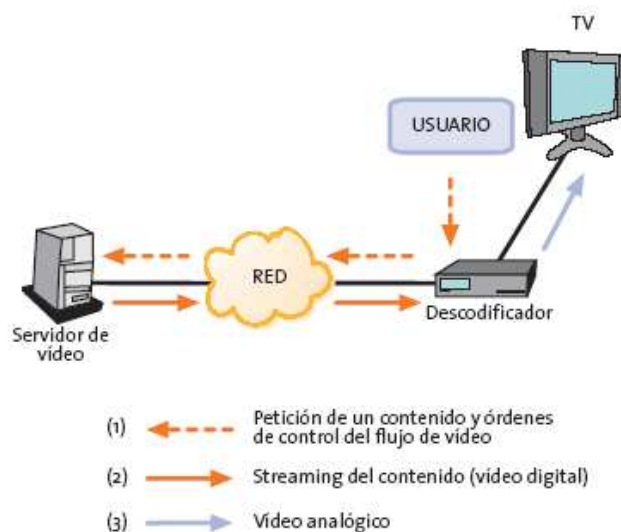 TV
USUARIO
RED
Servidor de
vídeo
Descodificador
(1) Petición de un contenido y órdenes
de control del flujo de vídeo
(2) Streaming del contenido (vídeo digital)
(3) Vídeo analógico